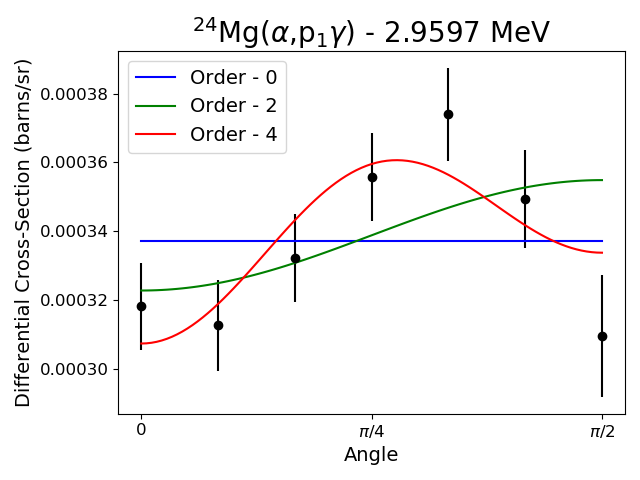 ²⁴Mg(α,p₁γ) - 2.9597 MeV
Order - 0
Order - 2
Order - 4
Differential Cross-Section (barns/sr)
0.00038
0.00036
0.00034
0.00032
0.00030
0
π/4
π/2
Angle